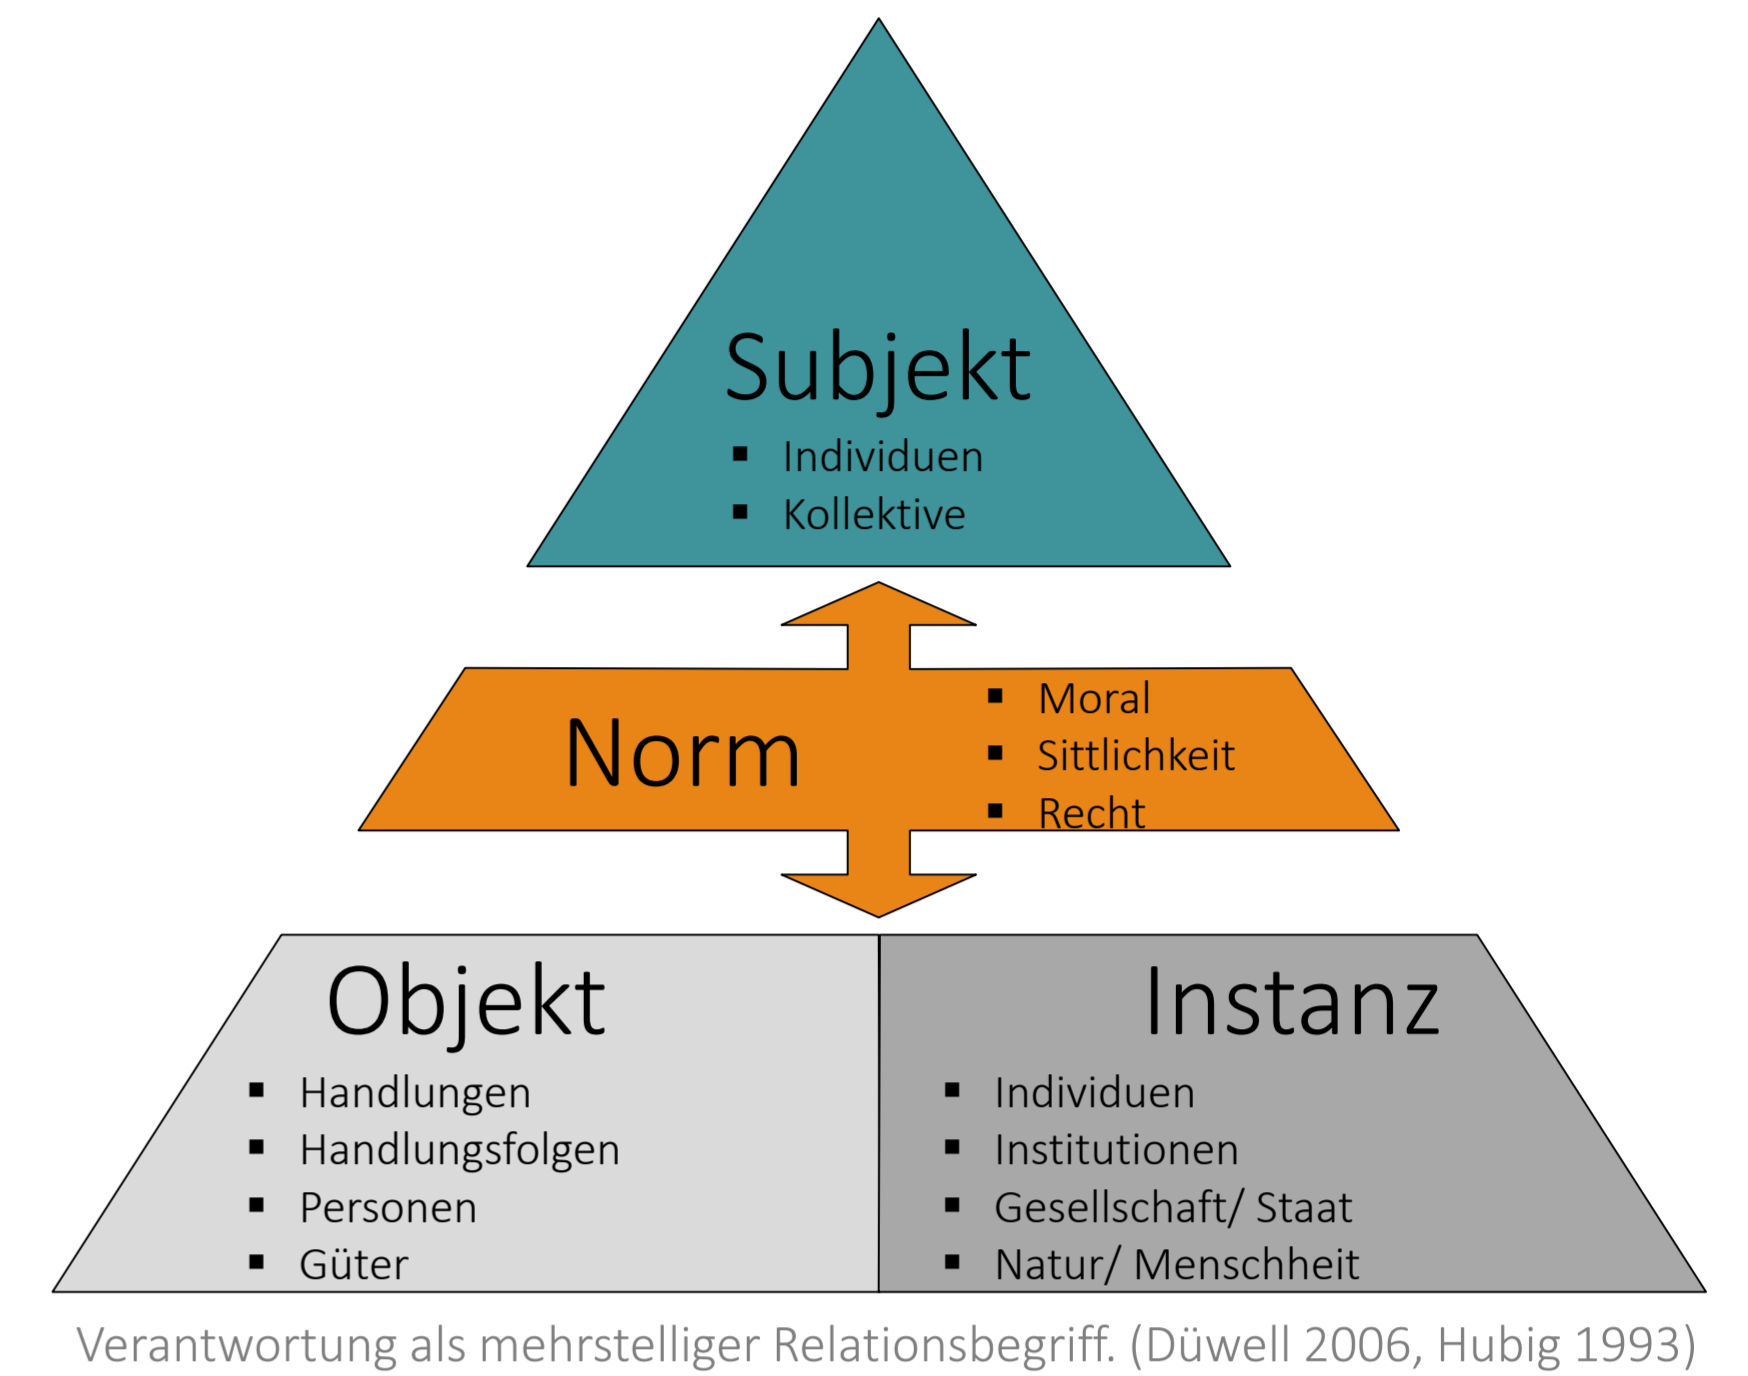 Subjekt
▪ Individuen
▪ Kollektive
Norm
▪ Moral
▪ Sittlichkeit
▪ Recht
Objekt
▪ Handlungen
▪ Handlungsfolgen
▪ Personen
▪ Güter
Instanz
▪ Individuen
▪ Institutionen
▪ Gesellschaft/ Staat
▪ Natur/ Menschheit
Verantwortung als mehrstelliger Relationsbegriff. (Düwell 2006, Hubig 1993)